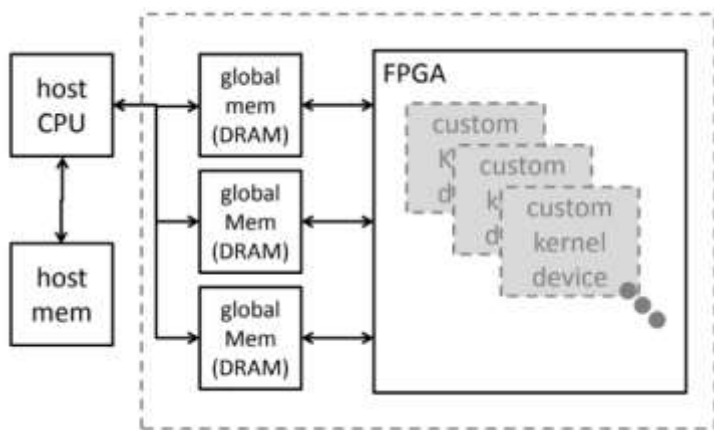 host
CPU
host
mem
global
mem
(DRAM)
global
Mem
(DRAM)
global
Mem
(DRAM)
FPGA
custom
custom
custom
kernel
device